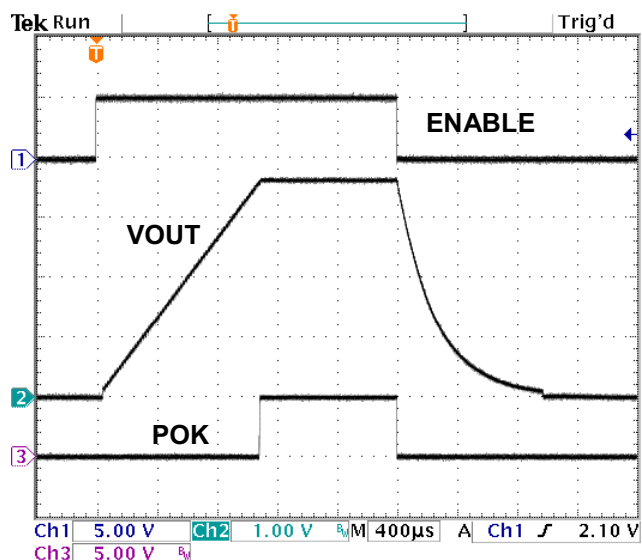 Tek Run Trig'd
T
T
ENABLE
1
VOUT
2
POK
3
Ch1 5.00 V Ch2 1.00 V BW M 400µs A Ch1 2.10 V
Ch3 5.00 V BW